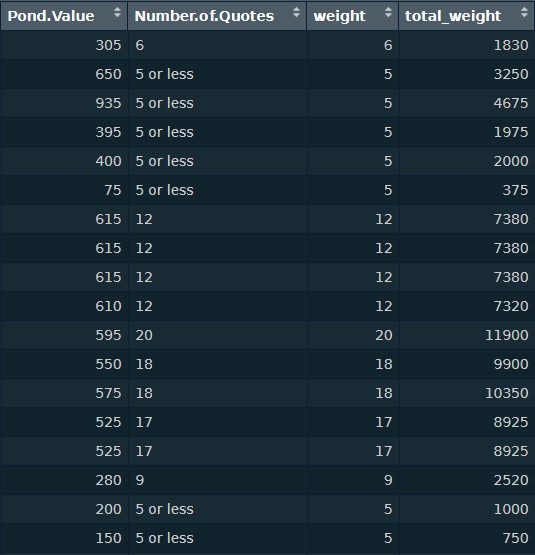 Pond.Value Number.of.Quotes weight total_weight
305 6 6 1830
650 5 or less 5 3250
935 5 or less 5 4675
395 5 or less 5 1975
400 5 or less 5 2000
75 5 or less 5 375
615 12 12 7380
615 12 12 7380
615 12 12 7380
610 12 12 7320
595 20 20 11900
550 18 18 9900
575 18 18 10350
525 17 17 8925
525 17 17 8925
280 9 9 2520
200 5 or less 5 1000
150 5 or less 5 750